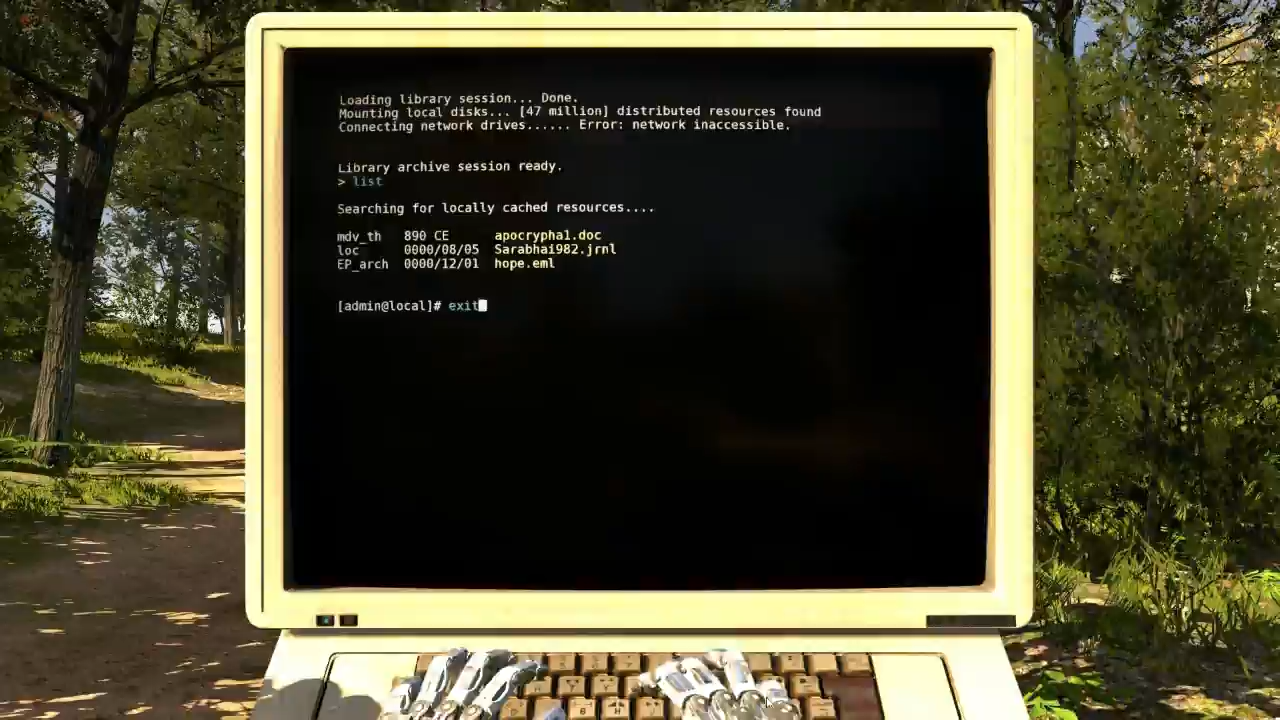 Loading library session... Done.
Mounting local disks... [47 million] distributed resources found
Connecting network drives...... Error: network inaccessible.
Library archive session ready.
> list
Searching for locally cached resources....
mdv_th 890 CE apocrypha1.doc
loc 0000/08/05 Sarabhai982.jrnl
EP_arch 0000/12/01 hope.eml
[admin@local]# exit